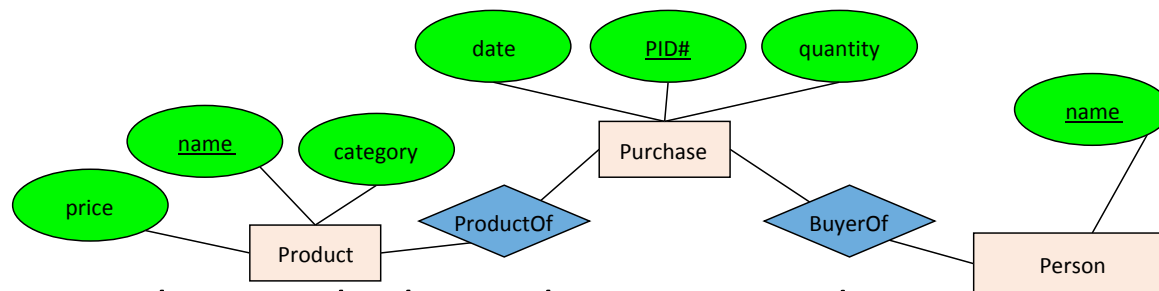 date
PID#
quantity
name
name
category
Purchase
price
ProductOf
BuyerOf
Product
Person